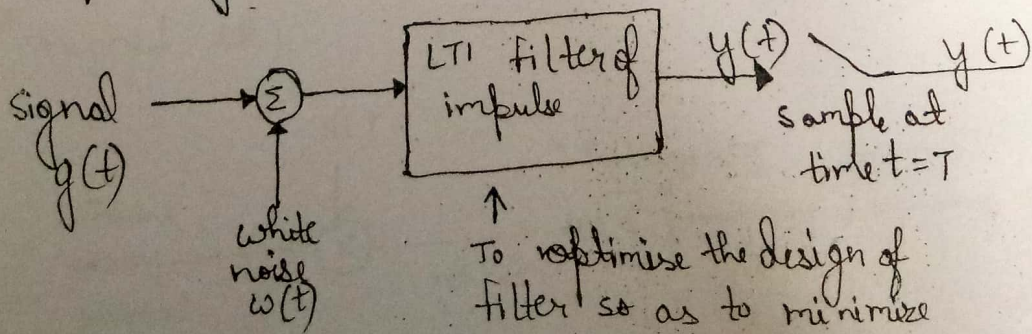 signal
g(t)
Σ
white
noise
w(t)
LTI filter of
impulse
y(t)
y(t)
sample at
time t=T
To optimise the design of
filter so as to minimize